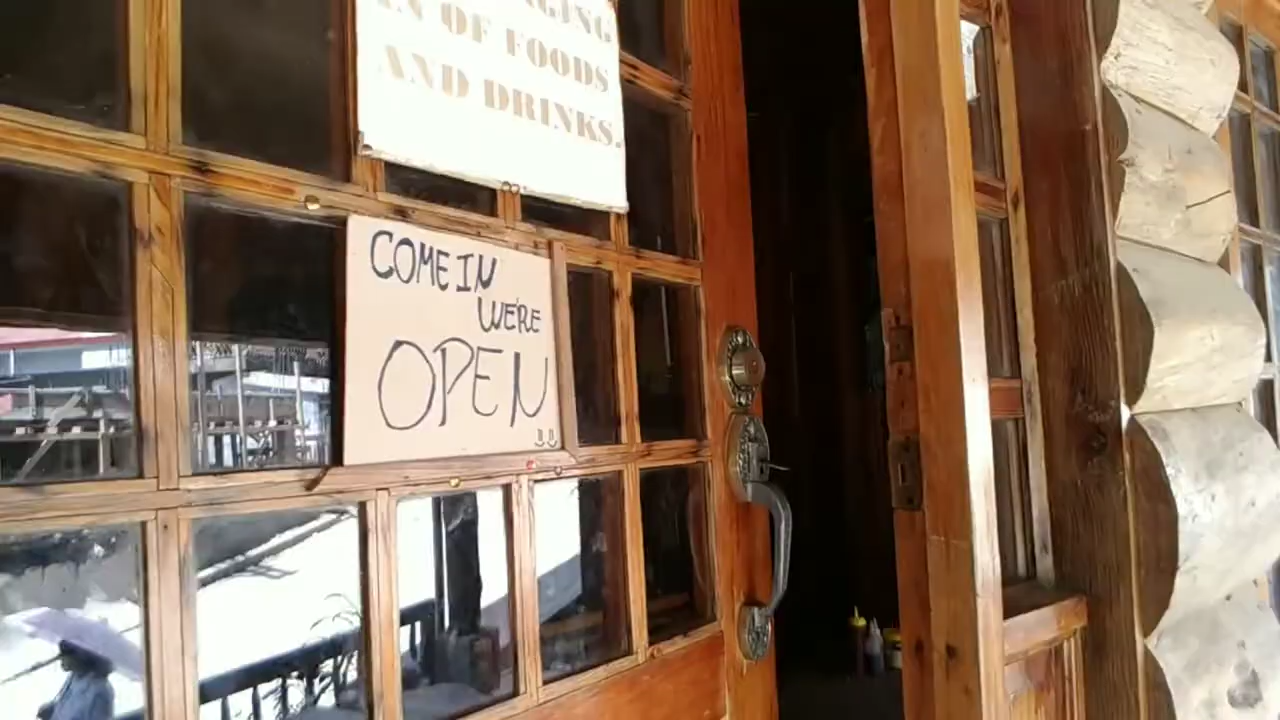 OF FOODS
AND DRINKS.
COME IN
WE'RE
OPEN